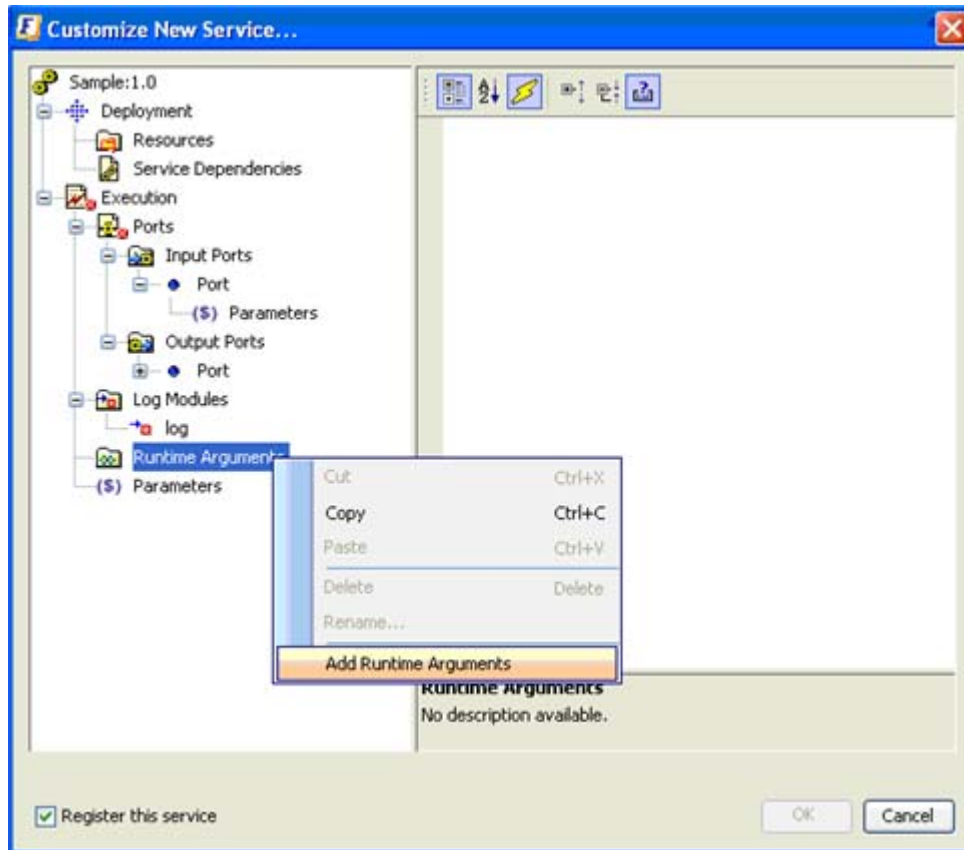 Customize New Service...
Sample:1.0
Deployment
Resources
Service Dependencies
Execution
Ports
Input Ports
Port
($) Parameters
Output Ports
Port
Log Modules
log
Runtime Arguments
($) Parameters
Cut Ctrl+X
Copy Ctrl+C
Paste Ctrl+V
Delete Delete
Rename...
Add Runtime Arguments
Runtime Arguments
No description available.
Register this service
OK Cancel